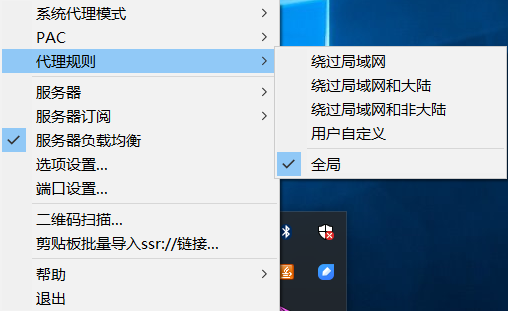 系统代理模式
PAC
代理规则
服务器
服务器订阅
服务器负载均衡
选项设置...
端口设置...
二维码扫描...
剪贴板批量导入ssr://链接...
帮助
退出
绕过局域网
绕过局域网和大陆
绕过局域网和非大陆
用户自定义
全局